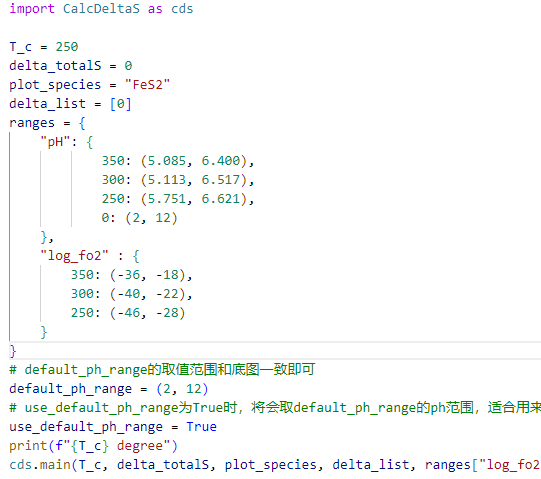 import CalcDeltaS as cds
T_c = 250
delta_totalS = 0
plot_species = "FeS2"
delta_list = [0]
ranges = {
"pH": {
350: (5.085, 6.400),
300: (5.113, 6.517),
250: (5.751, 6.621),
0: (2, 12)
},
"log_fo2" : {
350: (-36, -18),
300: (-40, -22),
250: (-46, -28)
}
}
# default_ph_range的取值范围和底图一致即可
default_ph_range = (2, 12)
# use_default_ph_range为True时，将会取default_ph_range的ph范围，适合用来
use_default_ph_range = True
print(f"{T_c} degree")
cds.main(T_c, delta_totalS, plot_species, delta_list, ranges["log_fo2